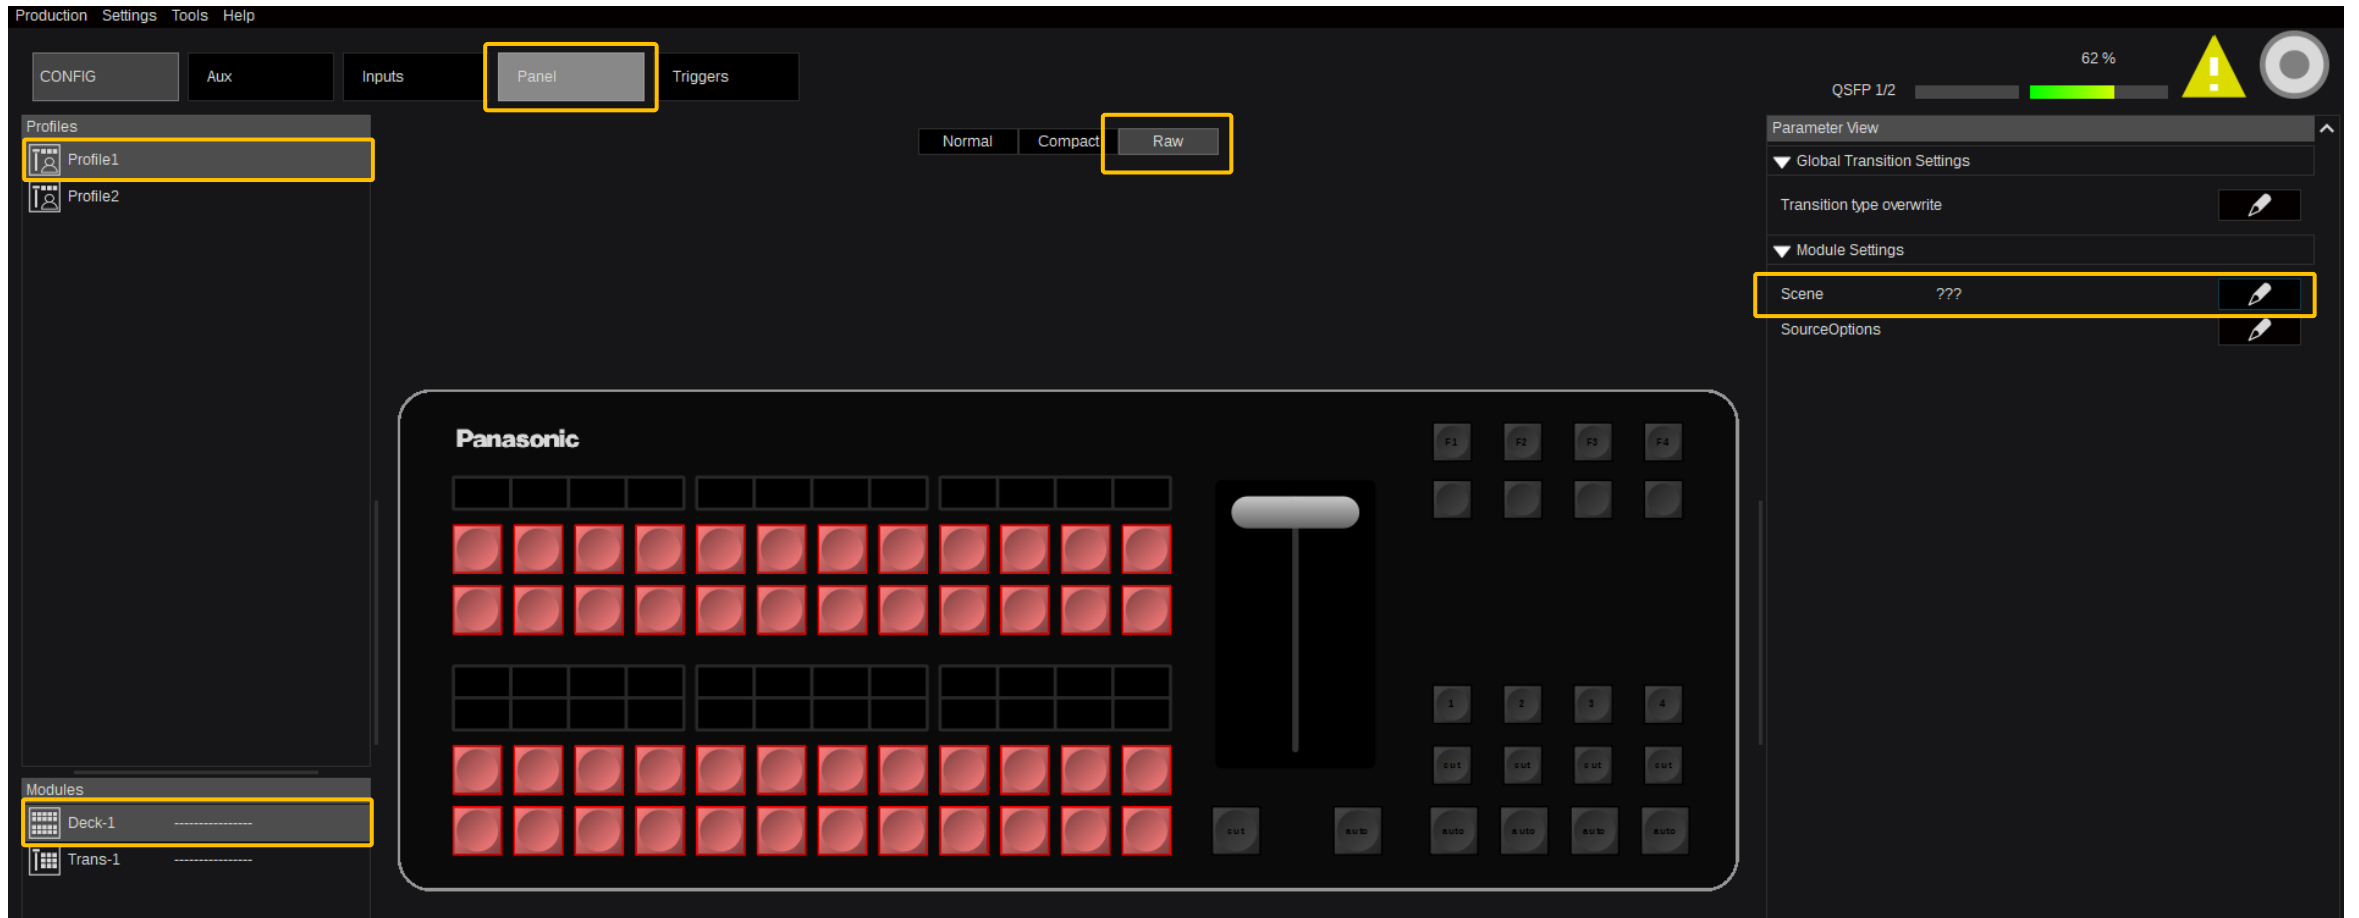 Production Settings Tools Help
CONFIG Aux Inputs Panel Triggers
62 %
QSFP 1/2
Profiles
Profile1
Profile2
Normal Compact Raw
Parameter View
Global Transition Settings
Transition type overwrite
Module Settings
Scene ???
SourceOptions
Panasonic
F1 F2 F3 F4
1 2 3 4
cut cut cut cut
cut auto auto auto auto auto
Modules
Deck-1 ----------------
Trans-1 ----------------